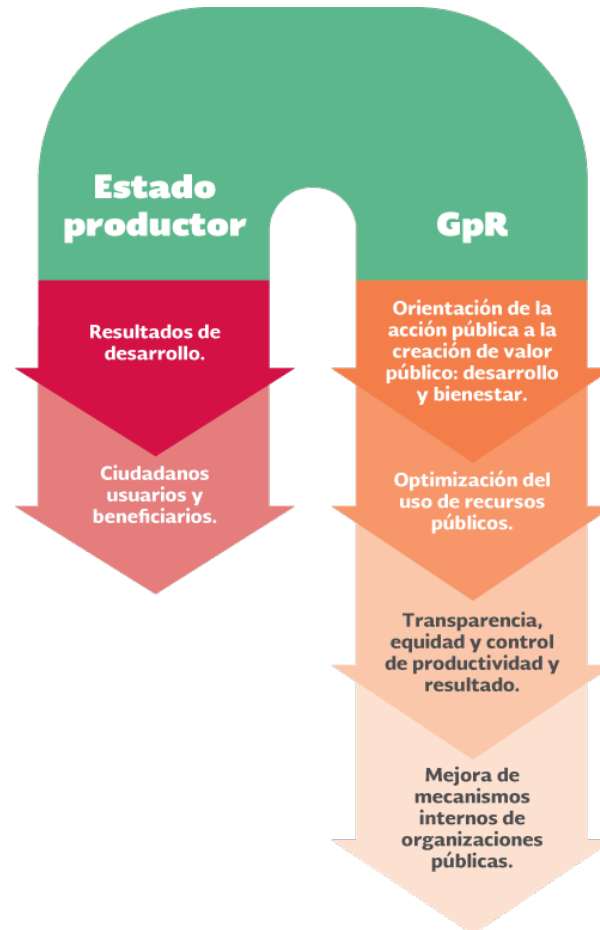 Estado
productor
Resultados de
desarrollo.
Ciudadanos
usuarios y
beneficiarios.
GpR
Orientación de la
acción pública a la
creación de valor
público: desarrollo
y bienestar.
Optimización del
uso de recursos
públicos.
Transparencia,
equidad y control
de productividad y
resultado.
Mejora de
mecanismos
internos de
organizaciones
públicas.